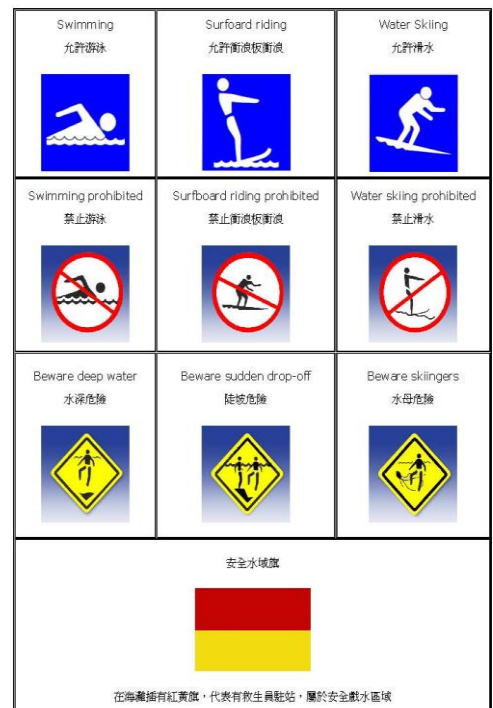 Swimming
允許游泳
Surfoard riding
允許衝浪板衝浪
Water Skiing
允許滑水
Swimming prohibited
禁止游泳
Surfboard riding prohibited
禁止衝浪板衝浪
Water skiing prohibited
禁止滑水
Beware deep water
水深危險
Beware sudden drop-off
陡坡危險
Beware skiingers
水母危險
安全水域旗
在海灘插有紅黃旗，代表有救生員駐站，屬於安全戲水區域